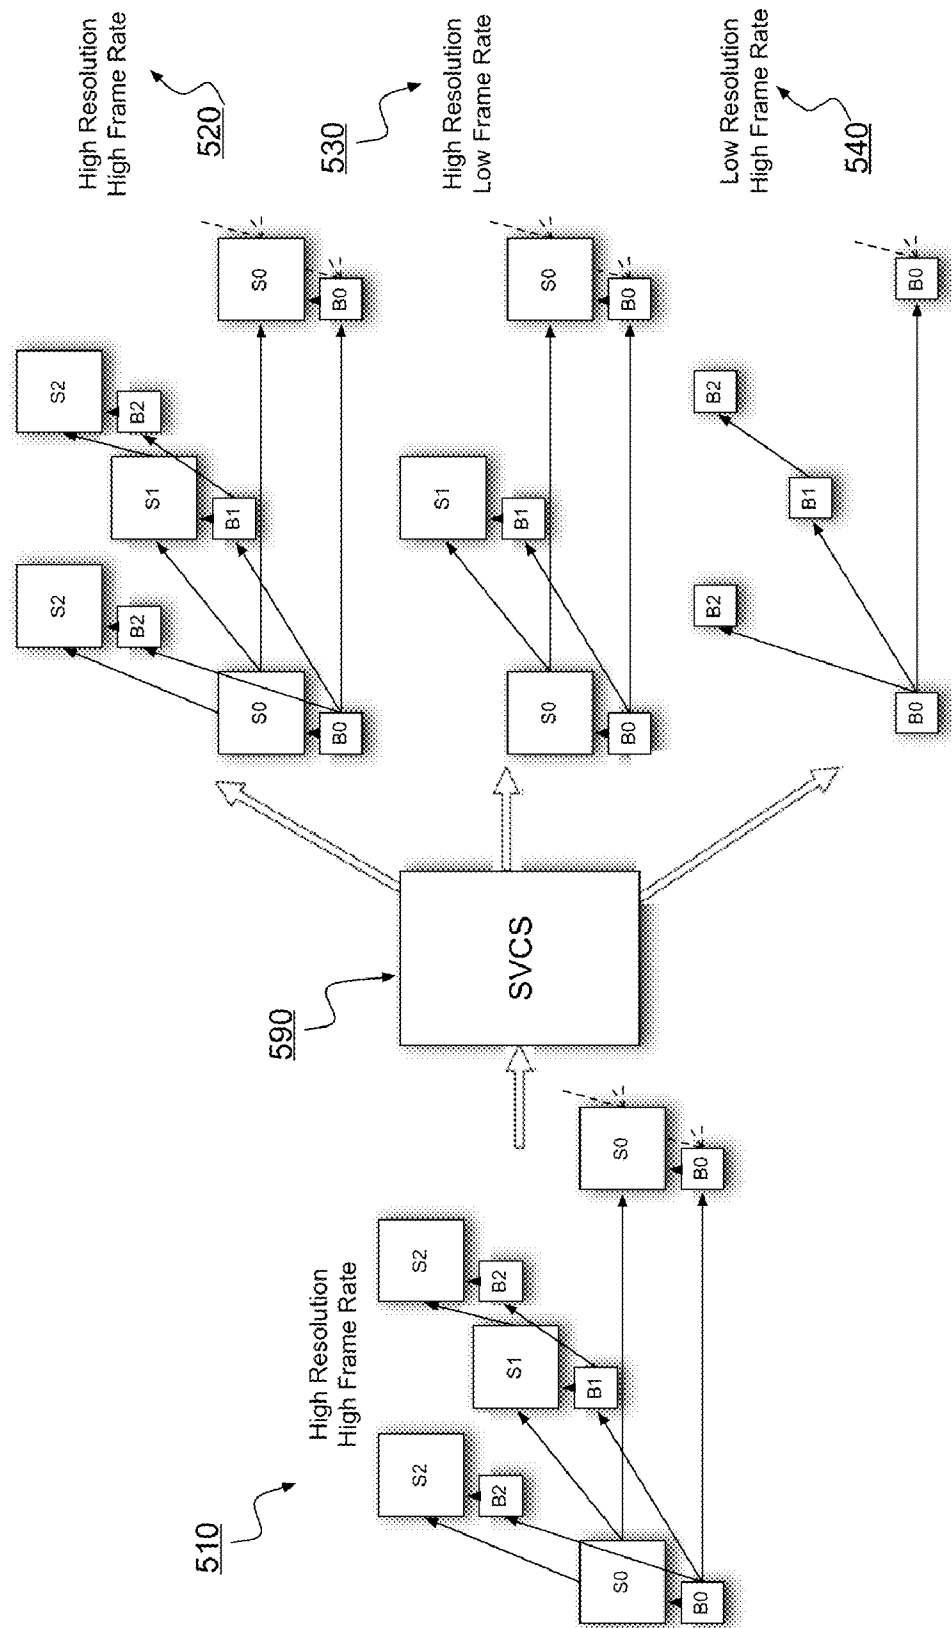 510
High Resolution
High Frame Rate
S2
S2
B2
B2
S1
B1
S0
S0
B0
B0
590
SVCS
S2
S2
B2
B2
S1
B1
S0
S0
B0
B0
High Resolution
High Frame Rate
520
S1
B1
S0
S0
B0
B0
530
High Resolution
Low Frame Rate
B2
B2
B1
B0
B0
Low Resolution
High Frame Rate
540